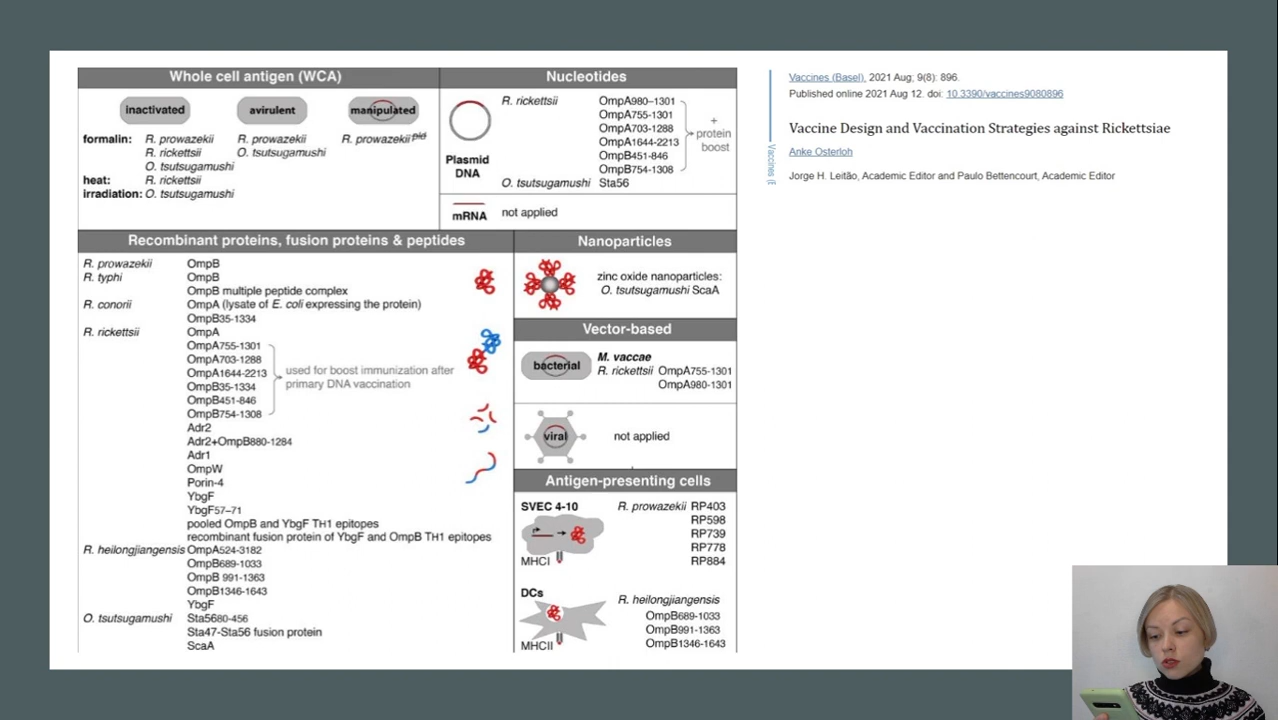 Whole cell antigen (WCA)
inactivated
avirulent
manipulated
formalin: R. prowazekii R. prowazekii R. prowazekii pld
R. rickettsii O. tsutsugamushi
O. tsutsugamushi
heat: R. rickettsii
irradiation: O. tsutsugamushi
Nucleotides
Plasmid
DNA
R. rickettsii OmpA980–1301
OmpA755-1301
OmpA703-1288
OmpA1644-2213
OmpB451-846
OmpB754-1308
+
protein
boost
O. tsutsugamushi Sta56
mRNA not applied
Recombinant proteins, fusion proteins & peptides
R. prowazekii OmpB
R. typhi OmpB
OmpB multiple peptide complex
R. conorii OmpA (lysate of E. coli expressing the protein)
OmpB35-1334
R. rickettsii OmpA
OmpA755-1301
OmpA703-1288
OmpA1644-2213
OmpB35-1334
OmpB451-846
OmpB754-1308
used for boost immunization after
primary DNA vaccination
Adr2
Adr2+OmpB880-1284
Adr1
OmpW
Porin-4
YbgF
YbgF57–71
pooled OmpB and YbgF TH1 epitopes
recombinant fusion protein of YbgF and OmpB TH1 epitopes
R. heilongjiangensis OmpA524-3182
OmpB689-1033
OmpB 991-1363
OmpB1346-1643
YbgF
O. tsutsugamushi Sta5680-456
Sta47-Sta56 fusion protein
ScaA
Nanoparticles
zinc oxide nanoparticles:
O. tsutsugamushi ScaA
Vector-based
bacterial
M. vaccae
R. rickettsii OmpA755-1301
OmpA980-1301
viral
not applied
Antigen-presenting cells
SVEC 4-10
MHCI
R. prowazekii RP403
RP598
RP739
RP778
RP884
DCs
MHCII
R. heilongjiangensis
OmpB689-1033
OmpB991-1363
OmpB1346-1643
Vaccines (E
Vaccines (Basel). 2021 Aug; 9(8): 896.
Published online 2021 Aug 12. doi: 10.3390/vaccines9080896
Vaccine Design and Vaccination Strategies against Rickettsiae
Anke Osterloh
Jorge H. Leitão, Academic Editor and Paulo Bettencourt, Academic Editor